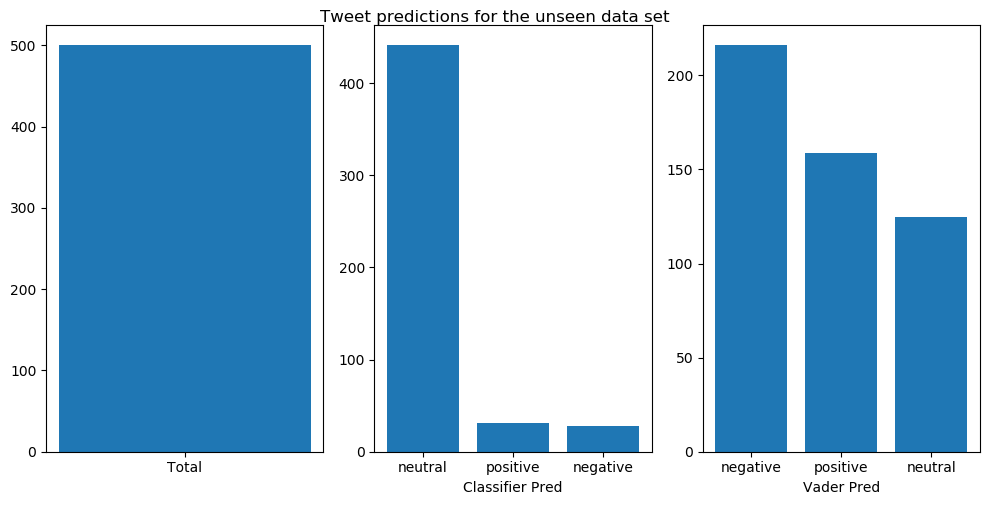 Tweet predictions for the unseen data set
500
400
300
200
100
0
Total
400
300
200
100
0
neutral positive negative
Classifier Pred
200
150
100
50
0
negative positive neutral
Vader Pred